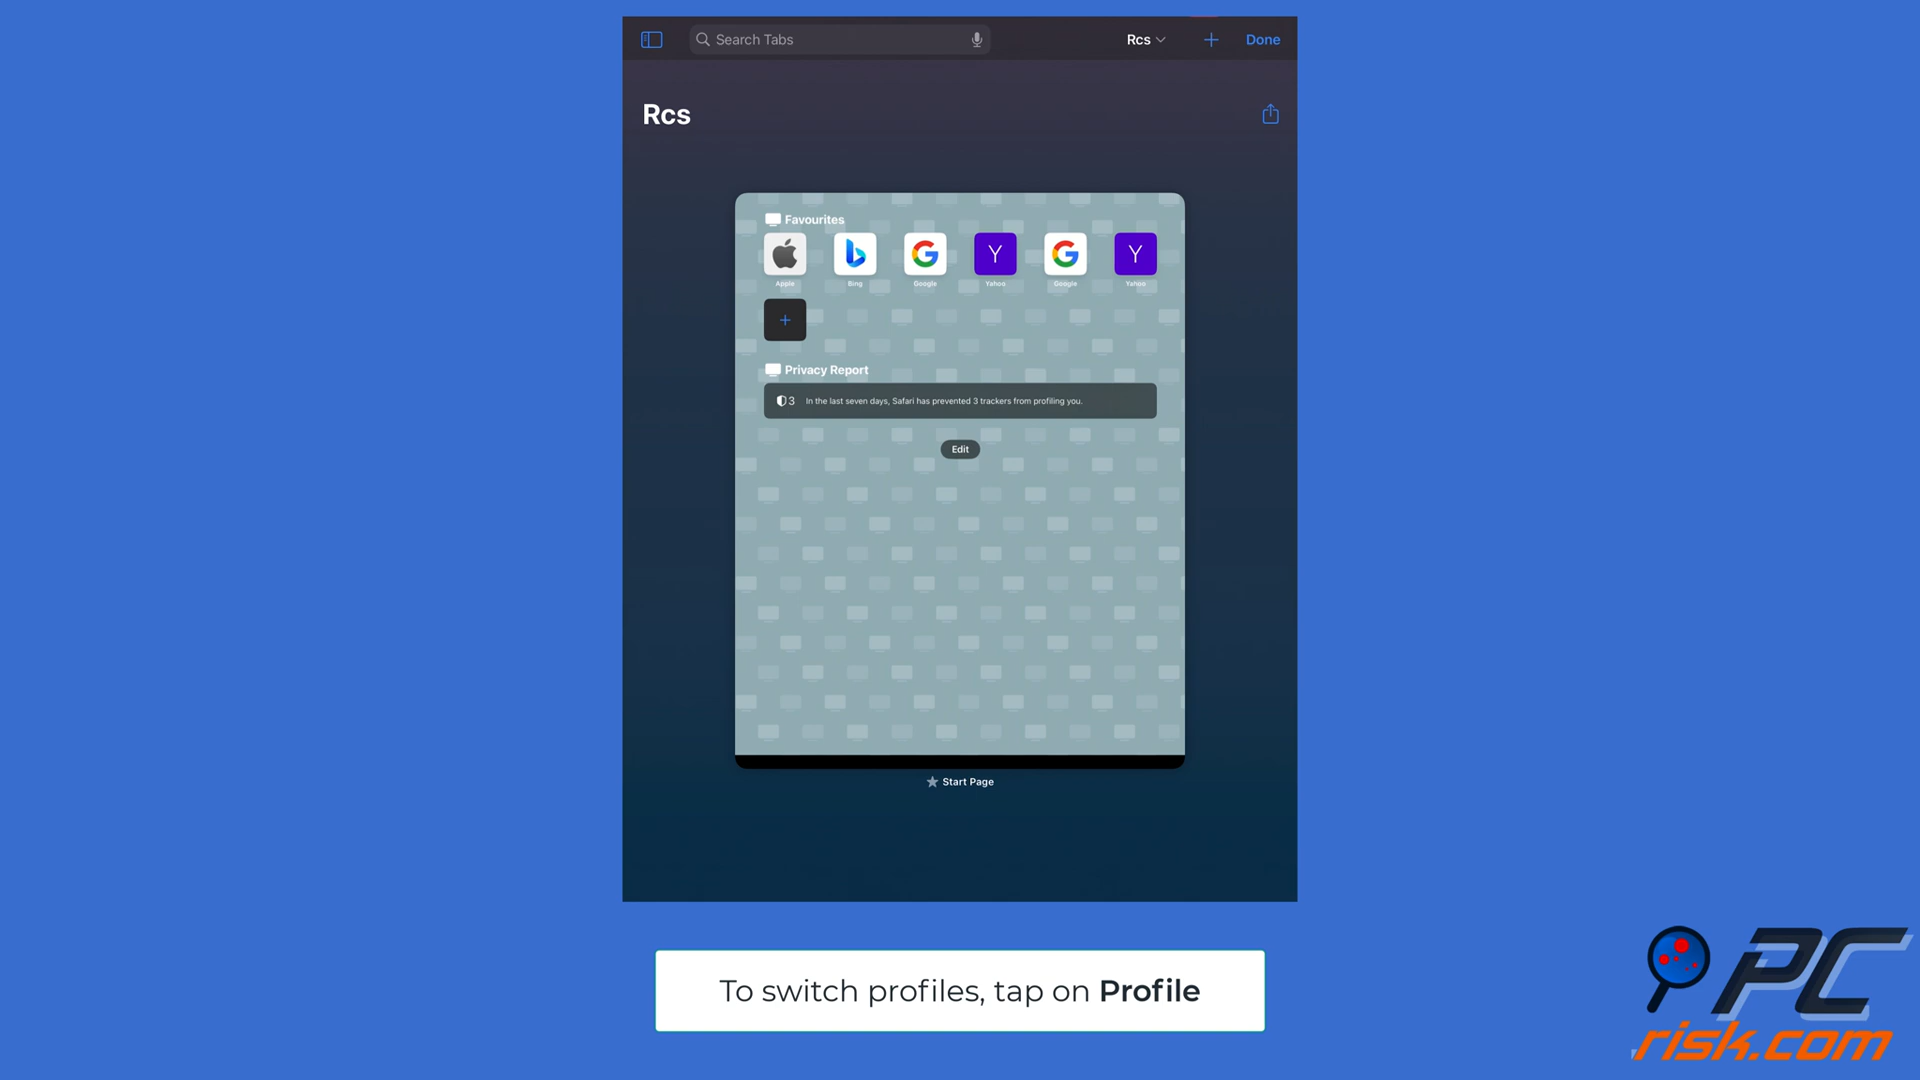 Search Tabs
Rcs
Done
Rcs
Favourites
Apple
Bing
Google
Yahoo
Google
Yahoo
Privacy Report
3 In the last seven days, Safari has prevented 3 trackers from profiling you.
Edit
Start Page
To switch profiles, tap on Profile
PC
risk.com